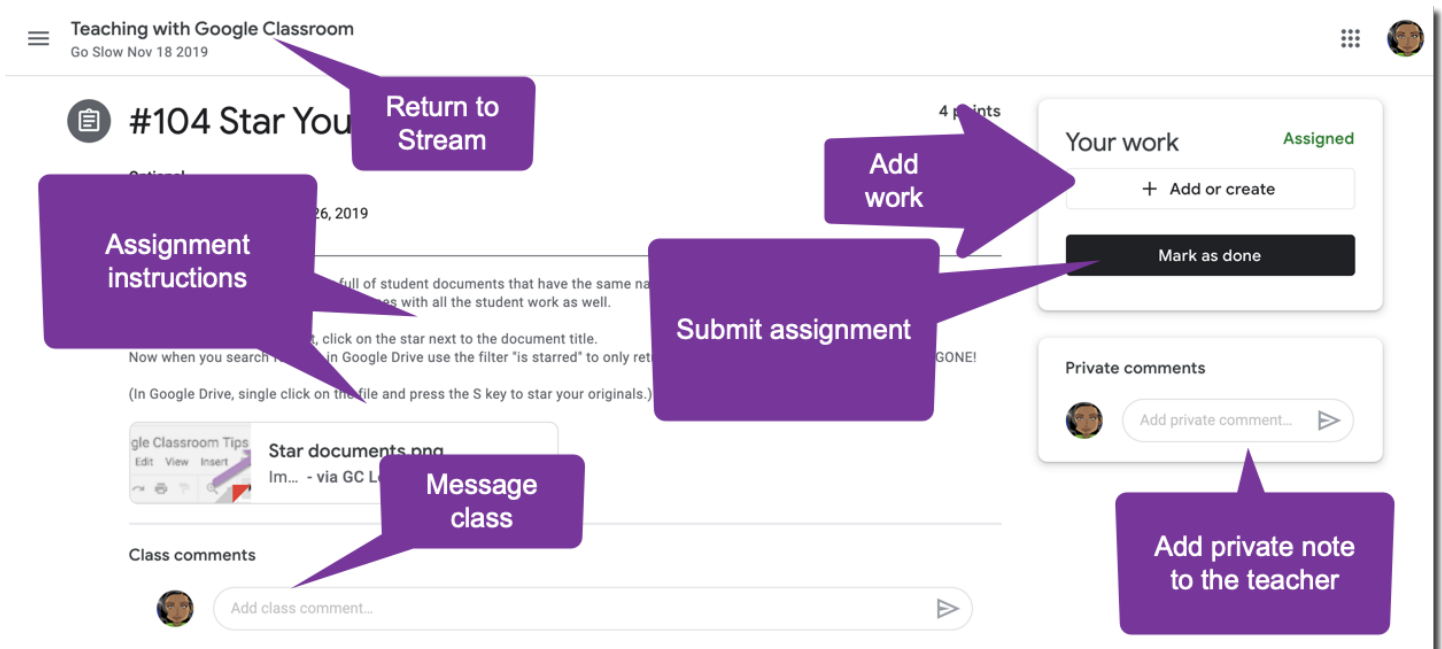 Teaching with Google Classroom
Go Slow Nov 18 2019
Return to
Stream
#104 Star You
4 points
Add
work
Your work
Assigned
+ Add or create
Mark as done
Optional
26, 2019
Assignment
instructions
full of student documents that have the same
with all the student work as well.
click on the star next to the document title.
Now when you search in Google Drive use the filter "is starred" to only
GONE!
(In Google Drive, single click on the file and press the S key to star your originals.)
Submit assignment
Private comments
Add private comment...
Add private note
to the teacher
gle Classroom Tips
Edit View Insert
Star documents.png
Im... - via GC
Message
class
Class comments
Add class comment...